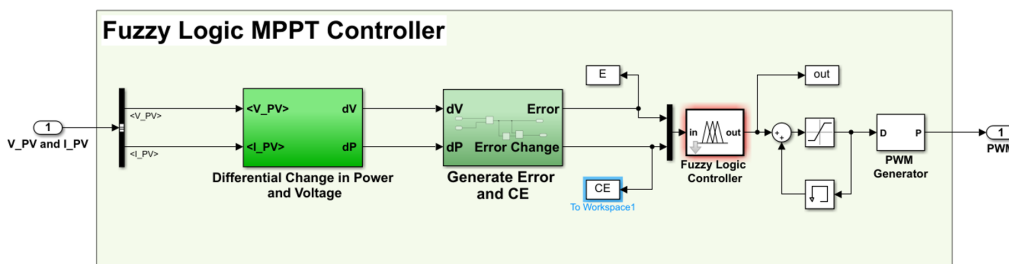 Fuzzy Logic MPPT Controller
1
V_PV and I_PV
<V_PV>
<I_PV>
<V_PV>
<I_PV>
dV
dP
Differential Change in Power
and Voltage
dV
dP
Error
Error Change
Generate Error
and CE
E
CE
To Workspace1
in
out
Fuzzy Logic
Controller
out
+
+
D
P
PWM
Generator
1
PWM